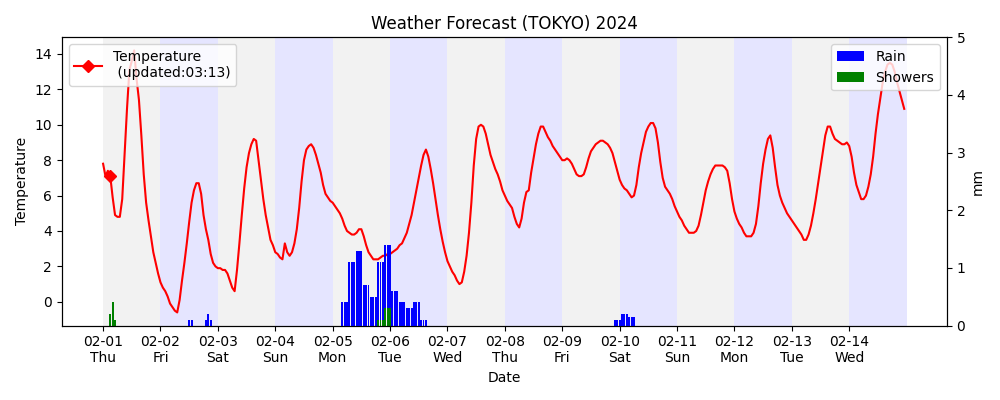 Weather Forecast (TOKYO) 2024
Temperature
(updated:03:13)
Rain
Showers
14
12
10
8
6
4
2
0
Temperature
5
4
3
2
1
0
mm
02-01 02-02 02-03 02-04 02-05 02-06 02-07 02-08 02-09 02-10 02-11 02-12 02-13 02-14
Thu Fri Sat Sun Mon Tue Wed Thu Fri Sat Sun Mon Tue Wed
Date